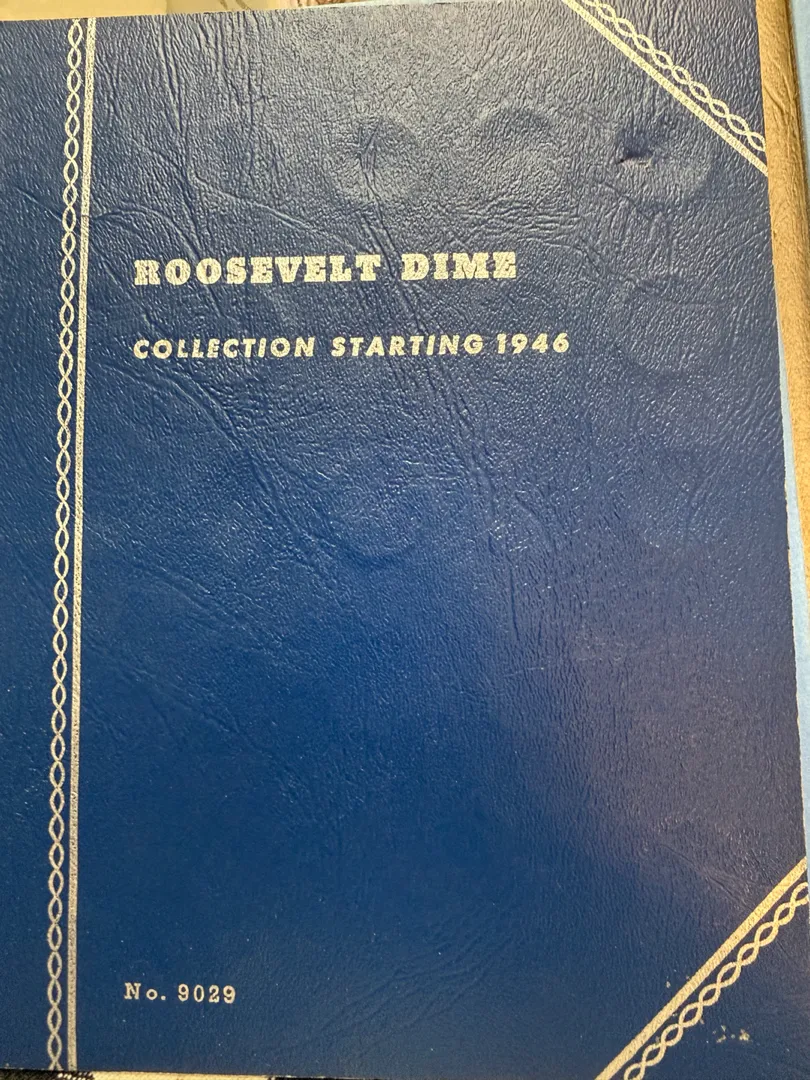 ROOSEVELT DIME
COLLECTION STARTING 1946
No. 9029